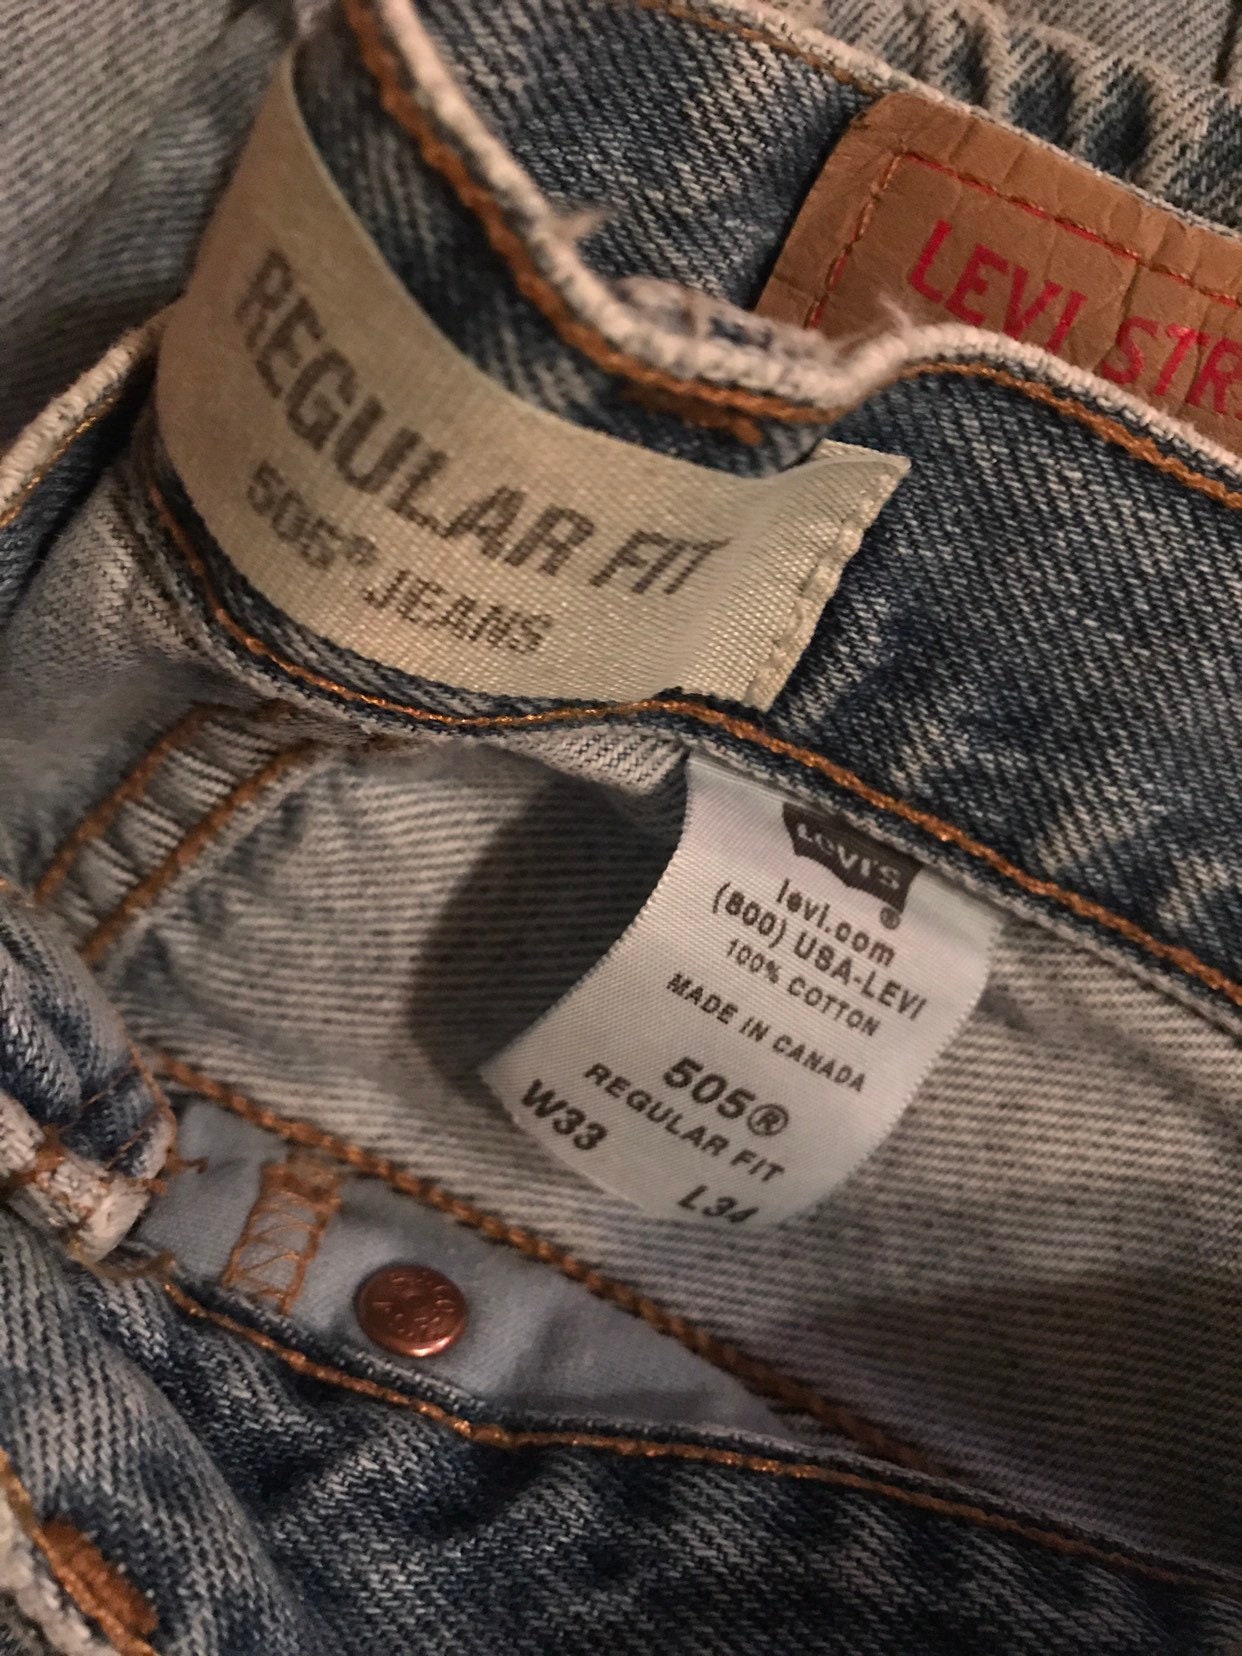 LEVI STR
REGULAR FIT
505® JEANS
LEVI'S
®
levi.com
(800) USA-LEVI
100% COTTON
MADE IN CANADA
505®
REGULAR FIT
W33 L34